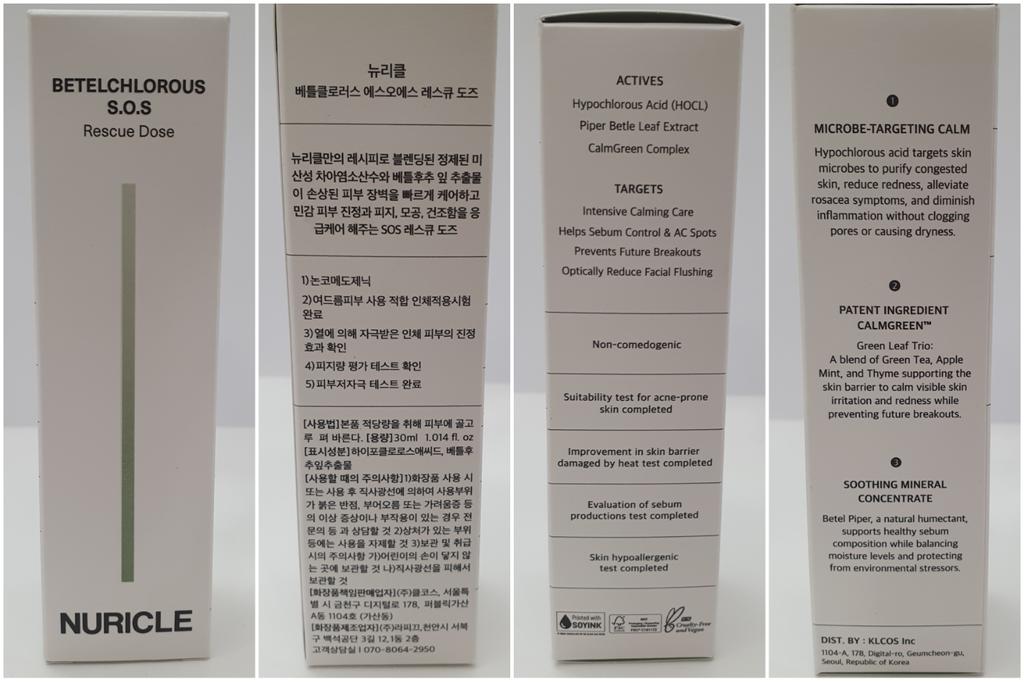 BETELCHLOROUS
S.O.S
Rescue Dose
NURICLE
뉴리클
베틀클로러스 에스오에스 레스큐 도즈
뉴리클만의 레시피로 블렌딩된 정제된 미
산성 차아염소산수와 베틀후추 잎 추출물
이 손상된 피부 장벽을 빠르게 케어하고
민감 피부 진정과 피지, 모공, 건조함을 응
급케어 해주는 SOS 레스큐 도즈
1)논코메도제닉
2)여드름피부 사용 적합 인체적용시험
완료
3)열에 의해 자극받은 인체 피부의 진정
효과 확인
4)피지량 평가 테스트 확인
5)피부저자극 테스트 완료
[사용법]본품 적당량을 취해 피부에 골고
루 펴 바른다. [용량]30ml 1.014 fl. oz
[표시성분]하이포클로로스애씨드, 베틀후
추잎추출물
[사용할 때의 주의사항]1)화장품 사용 시
또는 사용 후 직사광선에 의하여 사용부위
가 붉은 반점, 부어오름 또는 가려움증 등
의 이상 증상이나 부작용이 있는 경우 전
문의 등 과 상담할 것 2)상처가 있는 부위
등에는 사용을 자제할 것 3)보관 및 취급
시의 주의사항 가)어린이의 손이 닿지 않
는 곳에 보관할 것 나)직사광선을 피해서
보관할 것
[화장품책임판매업자](주)클코스, 서울특
별 시 금천구 디지털로 178, 퍼블릭가산
A동 1104호 (가산동)
[화장품제조업자](주)라피끄,천안시 서북
구 백석공단 3길 12,1동 2층
고객상담실 I 070-8064-2950
ACTIVES
Hypochlorous Acid (HOCL)
Piper Betle Leaf Extract
CalmGreen Complex
TARGETS
Intensive Calming Care
Helps Sebum Control & AC Spots
Prevents Future Breakouts
Optically Reduce Facial Flushing
Non-comedogenic
Suitability test for acne-prone
skin completed
Improvement in skin barrier
damaged by heat test completed
Evaluation of sebum
productions test completed
Skin hypoallergenic
test completed
Printed with
SOYINK
FSC
MIX
Cruelty-Free
and Vegan
1
MICROBE-TARGETING CALM
Hypochlorous acid targets skin
microbes to purify congested
skin, reduce redness, alleviate
rosacea symptoms, and diminish
inflammation without clogging
pores or causing dryness.
2
PATENT INGREDIENT
CALMGREEN™
Green Leaf Trio:
A blend of Green Tea, Apple
Mint, and Thyme supporting the
skin barrier to calm visible skin
irritation and redness while
preventing future breakouts.
3
SOOTHING MINERAL
CONCENTRATE
Betel Piper, a natural humectant,
supports healthy sebum
composition while balancing
moisture levels and protecting
from environmental stressors.
DIST. BY : KLCOS Inc
1104-A, 178, Digital-ro, Geumcheon-gu,
Seoul, Republic of Korea